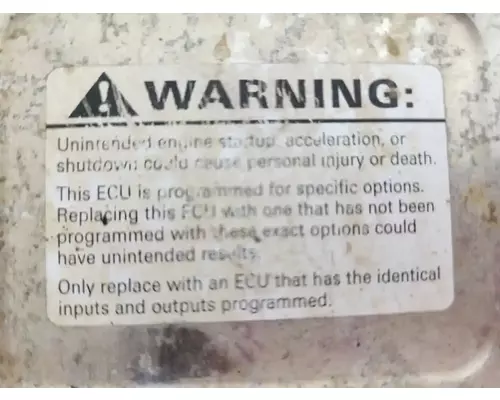 WARNING:
Unintended engine startup, acceleration, or
shutdown could cause personal injury or death.
This ECU is programmed for specific options.
Replacing this ECU with one that has not been
programmed with these exact options could
have unintended results.
Only replace with an ECU that has the identical
inputs and outputs programmed.